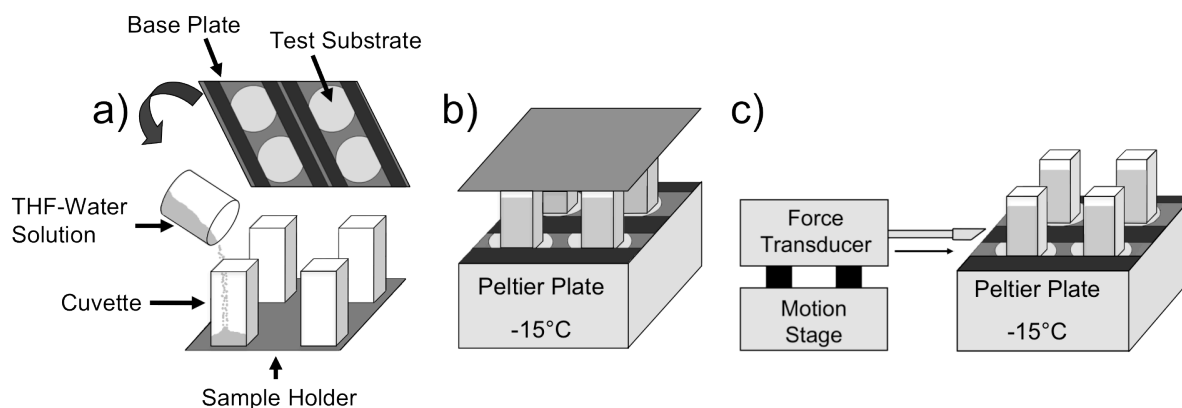 a)
Base Plate
Test Substrate
THF-Water
Solution
Cuvette
Sample Holder
b)
Peltier Plate
-15°C
c)
Force
Transducer
Motion
Stage
Peltier Plate
-15°C